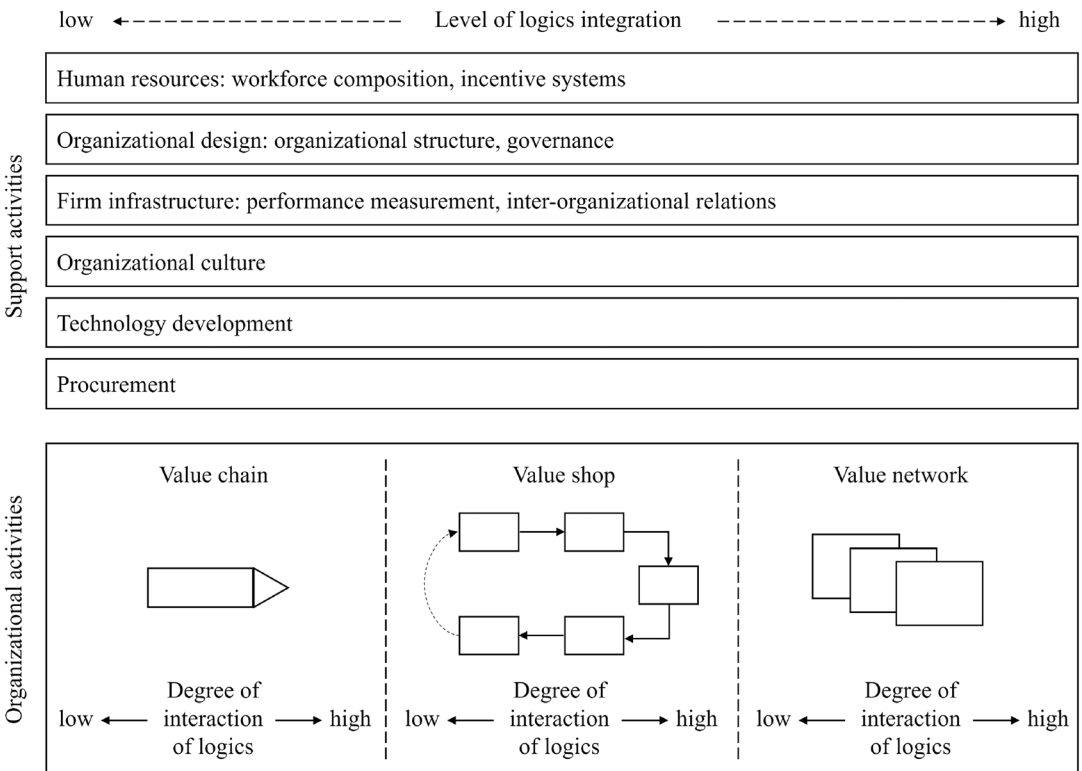 low Level of logics integration high
Support activities
Human resources: workforce composition, incentive systems
Organizational design: organizational structure, governance
Firm infrastructure: performance measurement, inter-organizational relations
Organizational culture
Technology development
Procurement
Organizational activities
Value chain
Value shop
Value network
low Degree of interaction of logics high
low Degree of interaction of logics high
low Degree of interaction of logics high